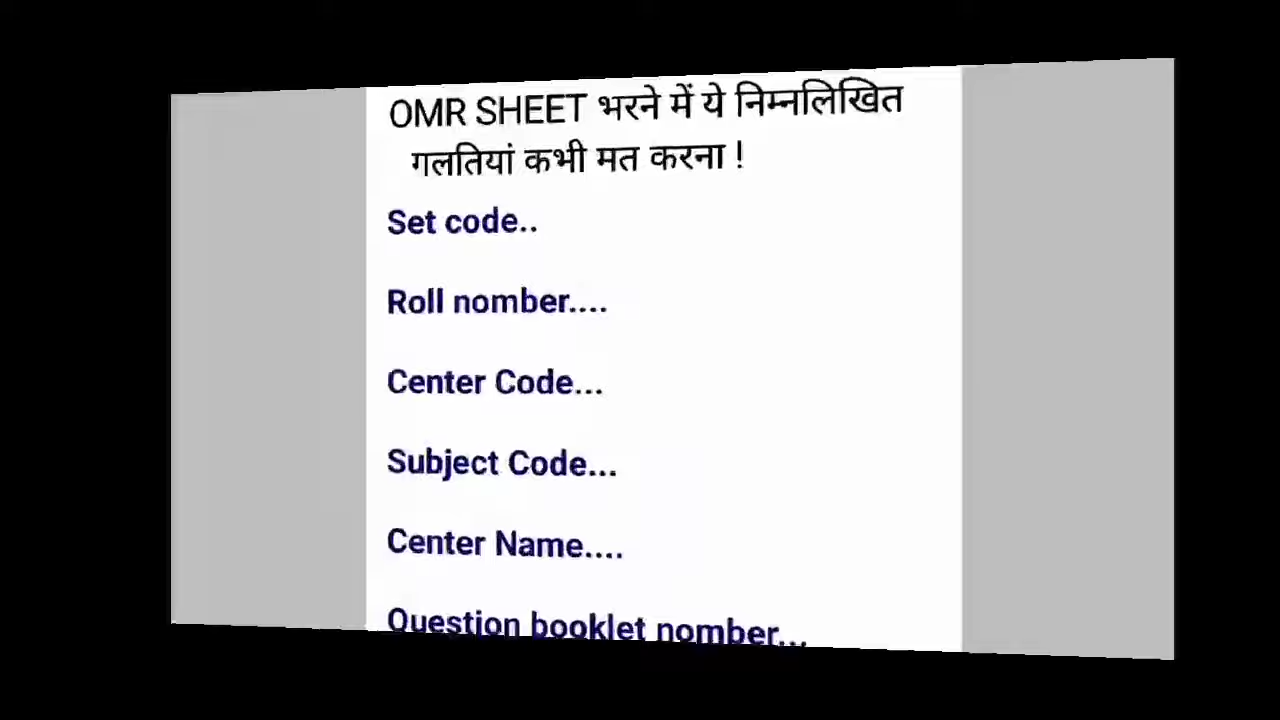 OMR SHEET भरने में ये निम्नलिखित
गलतियां कभी मत करना !
Set code..
Roll nomber....
Center Code...
Subject Code...
Center Name....
Question booklet nomber...